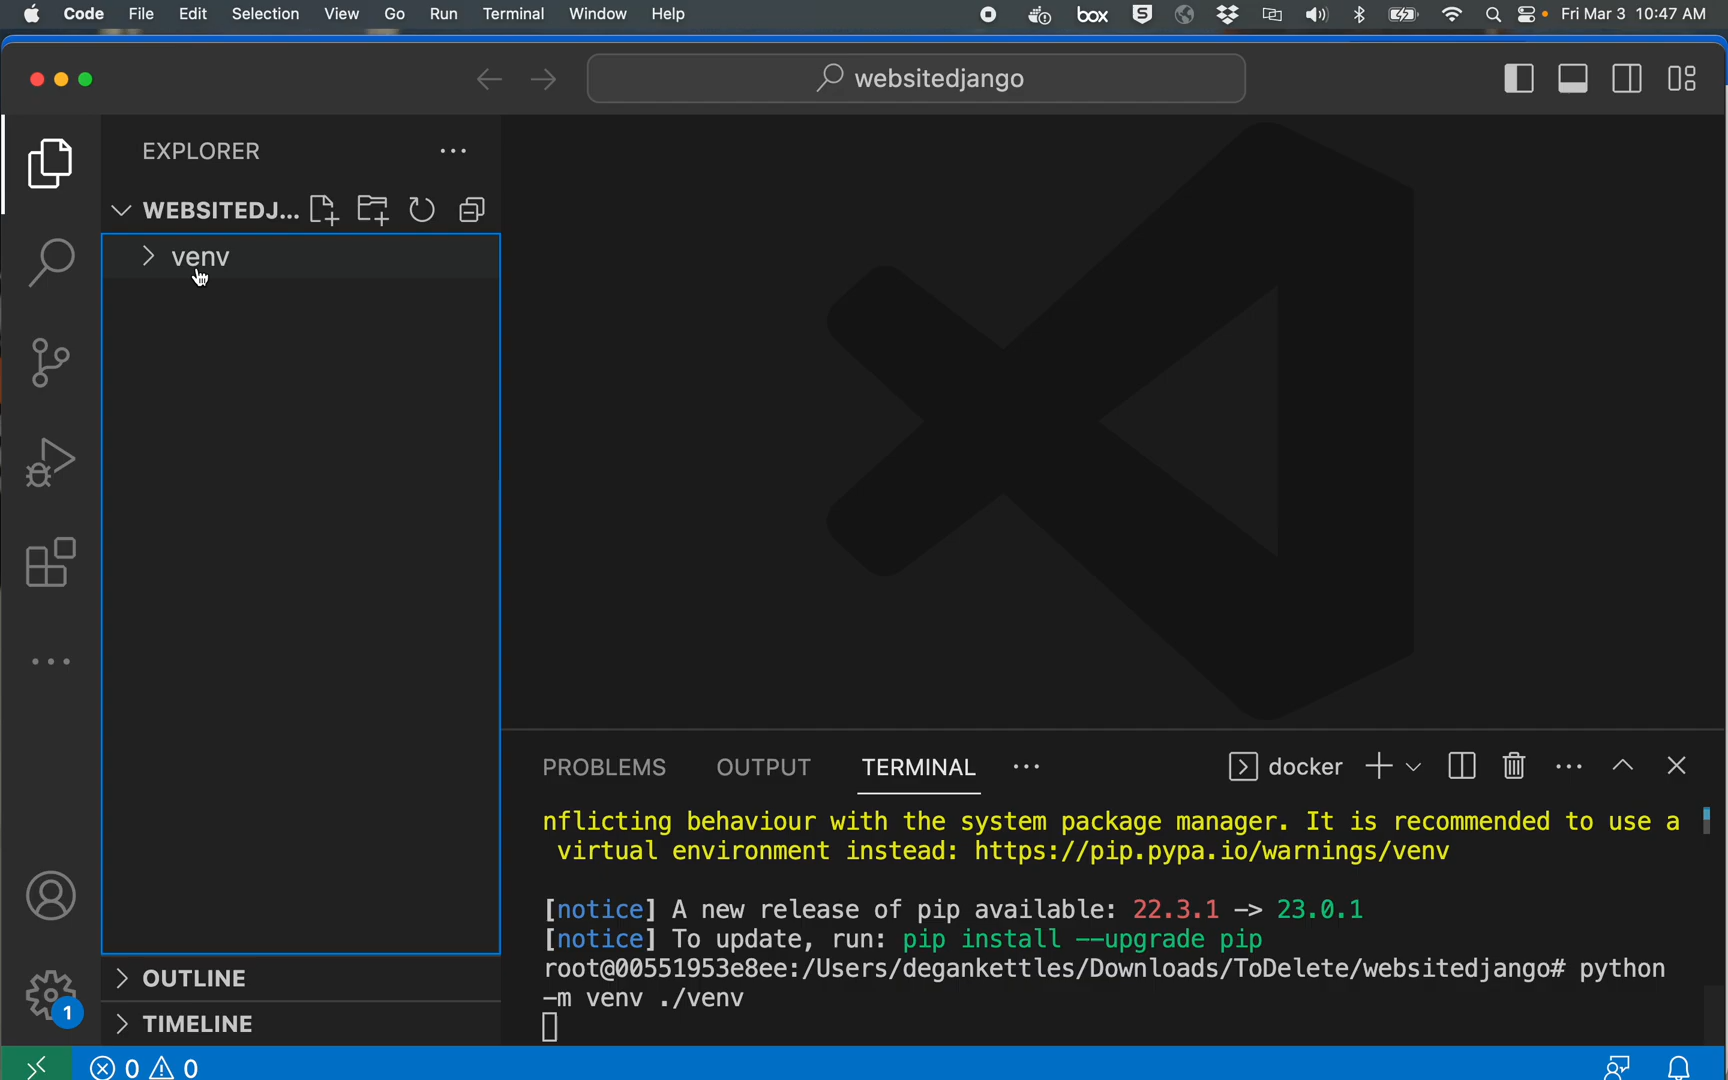 Code File Edit Selection View Go Run Terminal Window Help box Fri Mar 3 10:47 AM
websitedjango
EXPLORER
WEBSITEDJ...
venv
PROBLEMS OUTPUT TERMINAL docker
nflicting behaviour with the system package manager. It is recommended to use a
virtual environment instead: https://pip.pypa.io/warnings/venv
[notice] A new release of pip available: 22.3.1 -> 23.0.1
[notice] To update, run: pip install --upgrade pip
root@00551953e8ee:/Users/degankettles/Downloads/ToDelete/websitedjango# python
-m venv ./venv
OUTLINE
TIMELINE
1
0 0